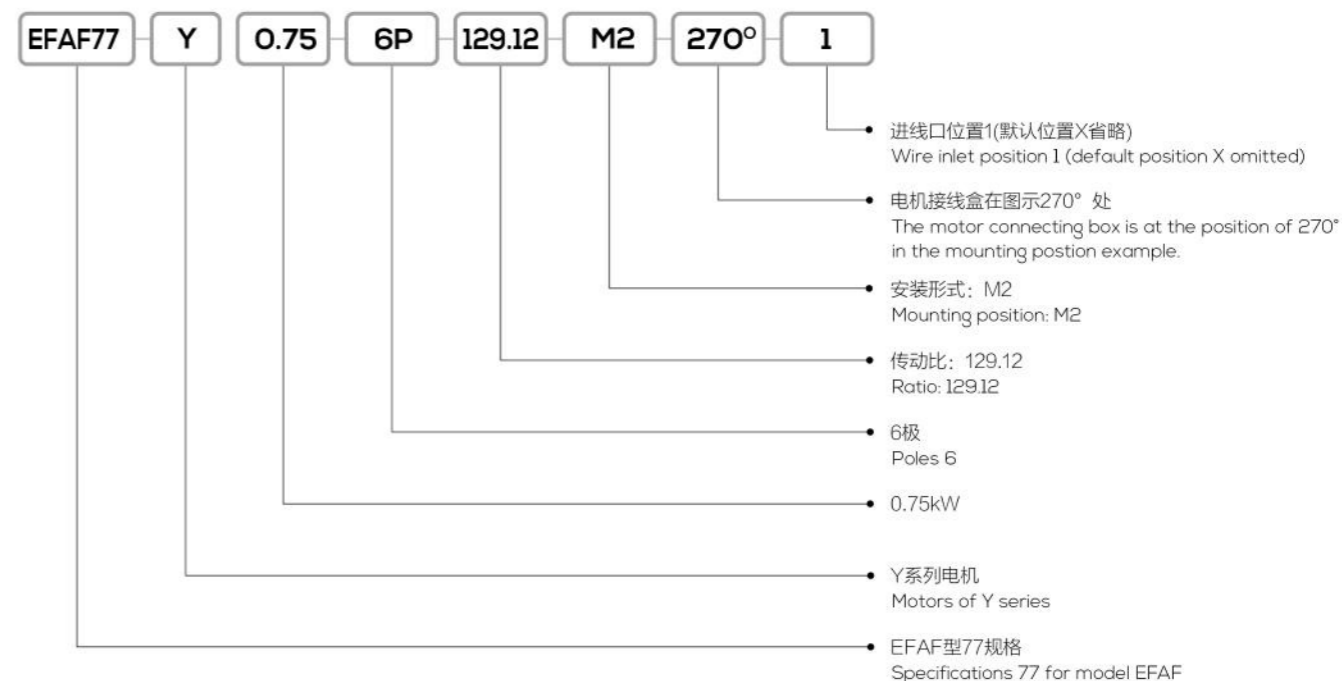 EFAF77 Y 0.75 6P 129.12 M2 270° 1
进线口位置1(默认位置X省略)
Wire inlet position 1 (default position X omitted)
电机接线盒在图示270° 处
The motor connecting box is at the position of 270°
in the mounting postion example.
安装形式：M2
Mounting position: M2
传动比：129.12
Ratio: 129.12
6极
Poles 6
0.75kW
Y系列电机
Motors of Y series
EFAF型77规格
Specifications 77 for model EFAF